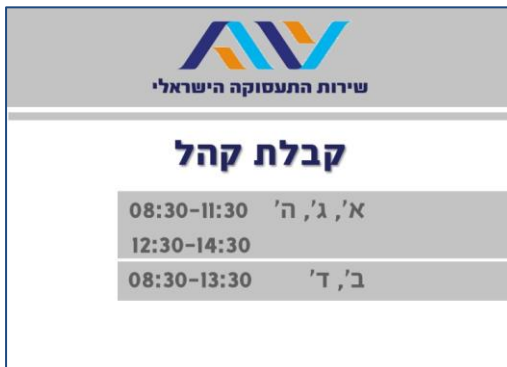 שירות התעסוקה הישראלי
קבלת קהל
א', ג', ה' 08:30-11:30
12:30-14:30
ב', ד' 08:30-13:30